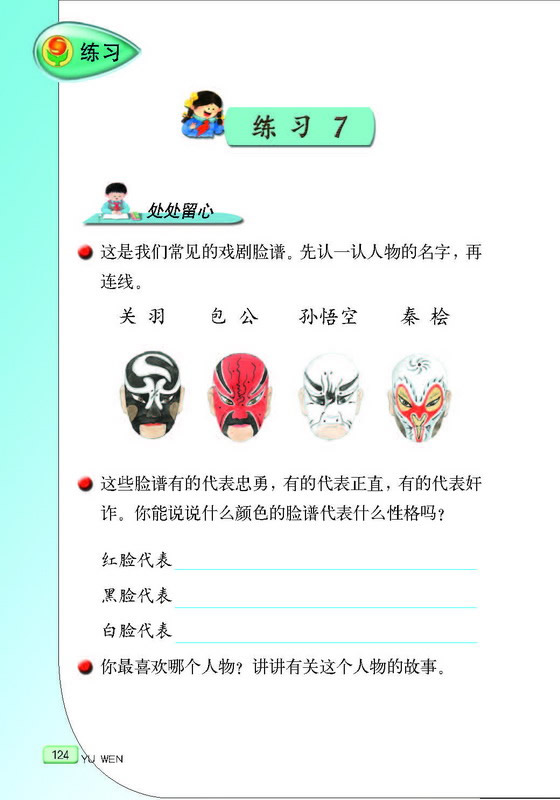 练习
练 习 7
处处留心
这是我们常见的戏剧脸谱。先认一认人物的名字，再
连线。
关 羽 包 公 孙悟空 秦 桧
这些脸谱有的代表忠勇，有的代表正直，有的代表奸
诈。你能说说什么颜色的脸谱代表什么性格吗？
红脸代表
黑脸代表
白脸代表
你最喜欢哪个人物？讲讲有关这个人物的故事。
124 YU WEN